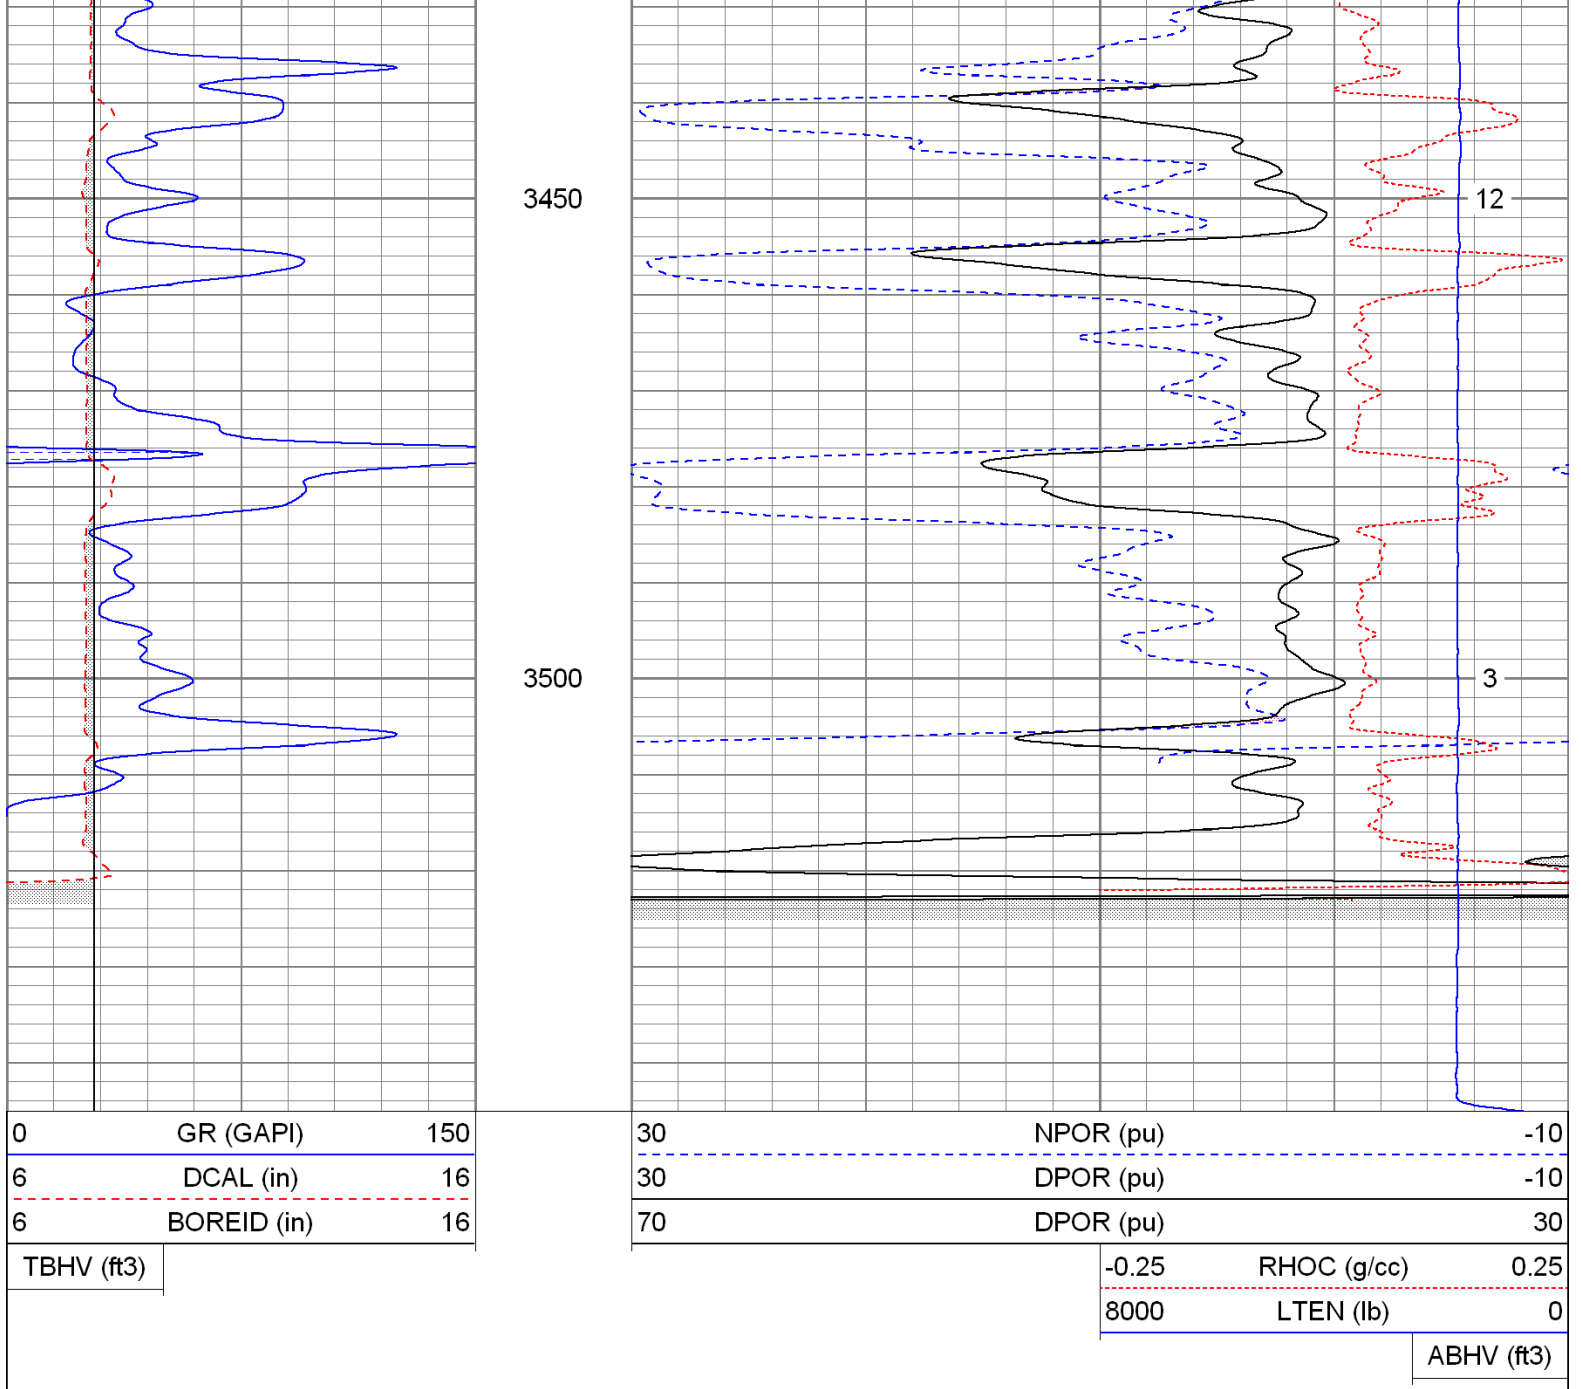 3450 12
3500 3
0 GR (GAPI) 150 30 NPOR (pu) -10
6 DCAL (in) 16 30 DPOR (pu) -10
6 BOREID (in) 16 70 DPOR (pu) 30
TBHV (ft3) -0.25 RHOC (g/cc) 0.25
8000 LTEN (lb) 0
ABHV (ft3)